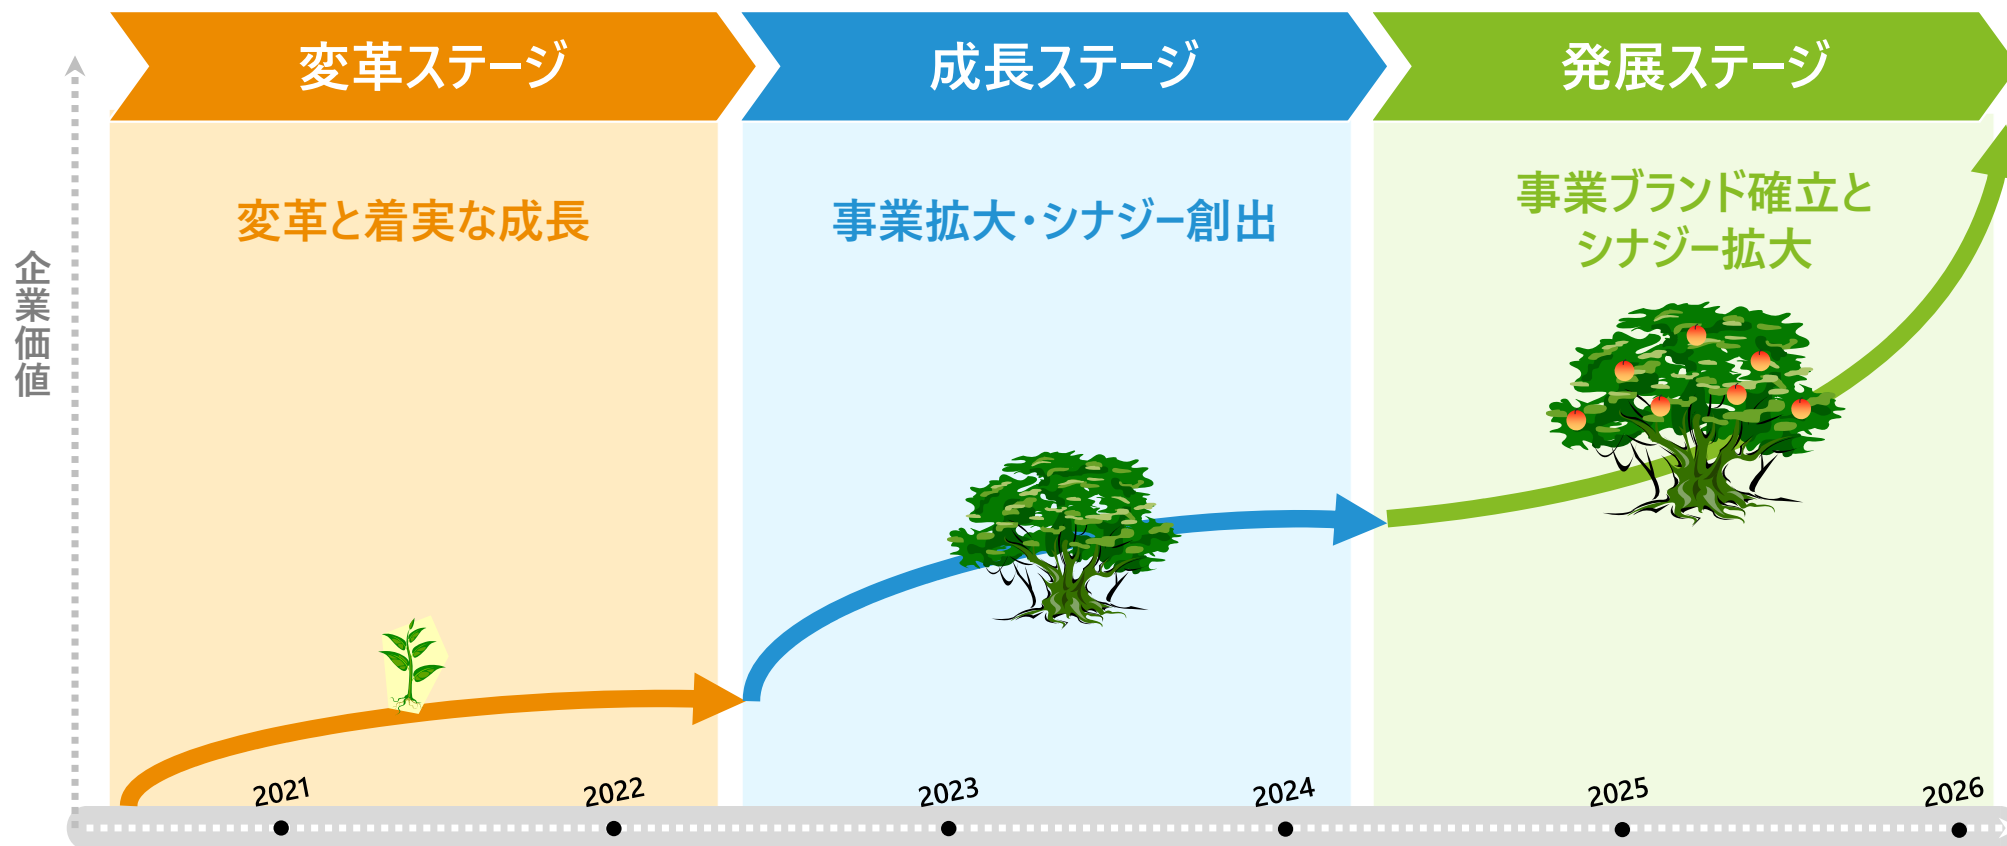 変革ステージ
成長ステージ
発展ステージ
変革と着実な成長
事業拡大・シナジー創出
事業ブランド確立と
シナジー拡大
企業価値
2021
2022
2023
2024
2025
2026